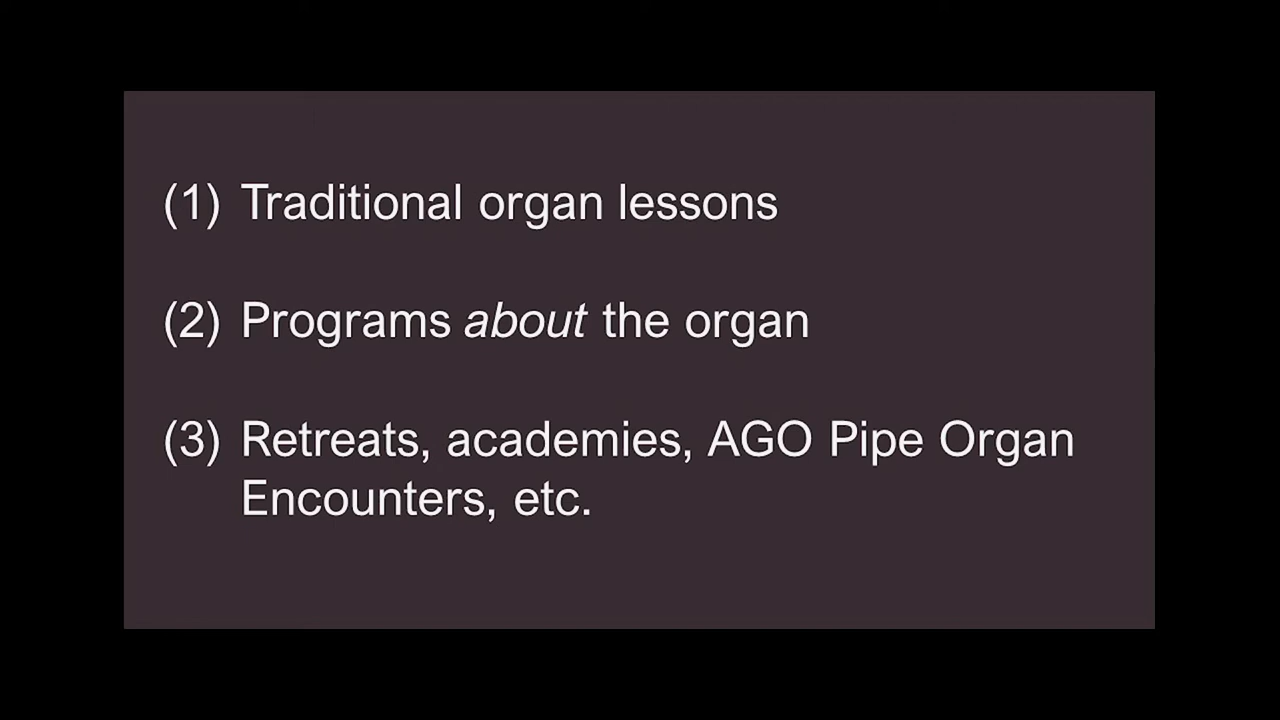 (1) Traditional organ lessons
(2) Programs about the organ
(3) Retreats, academies, AGO Pipe Organ
Encounters, etc.